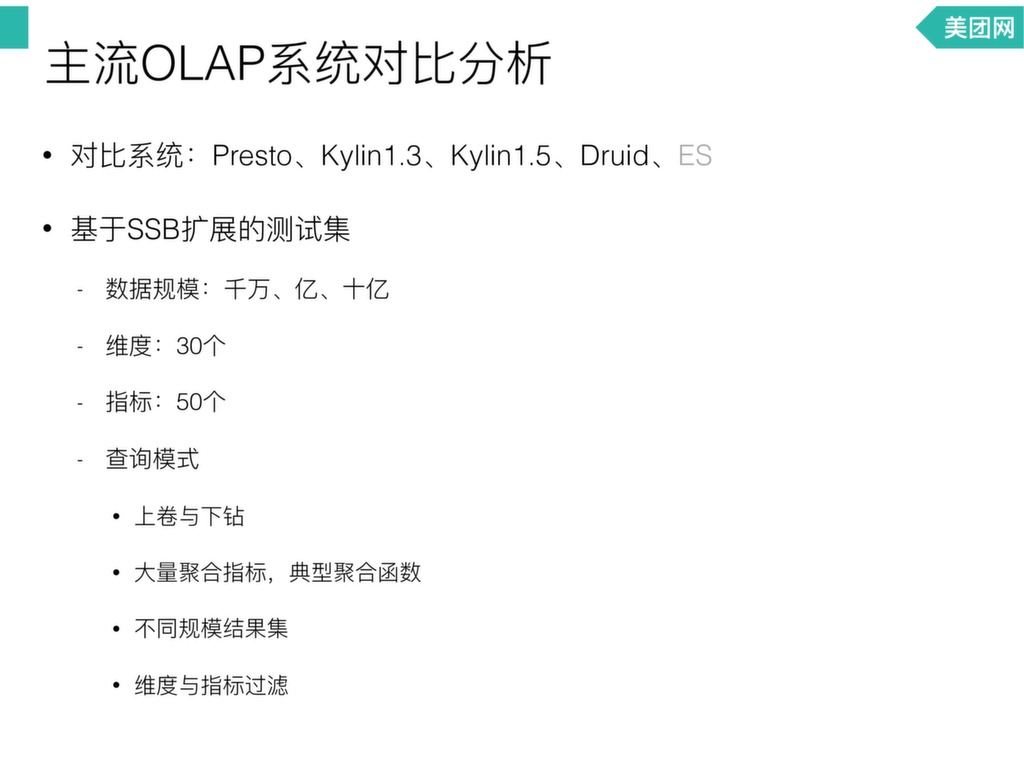 美团网
主流OLAP系统对比分析
• 对比系统：Presto、Kylin1.3、Kylin1.5、Druid、ES
• 基于SSB扩展的测试集
- 数据规模：千万、亿、十亿
- 维度：30个
- 指标：50个
- 查询模式
• 上卷与下钻
• 大量聚合指标，典型聚合函数
• 不同规模结果集
• 维度与指标过滤